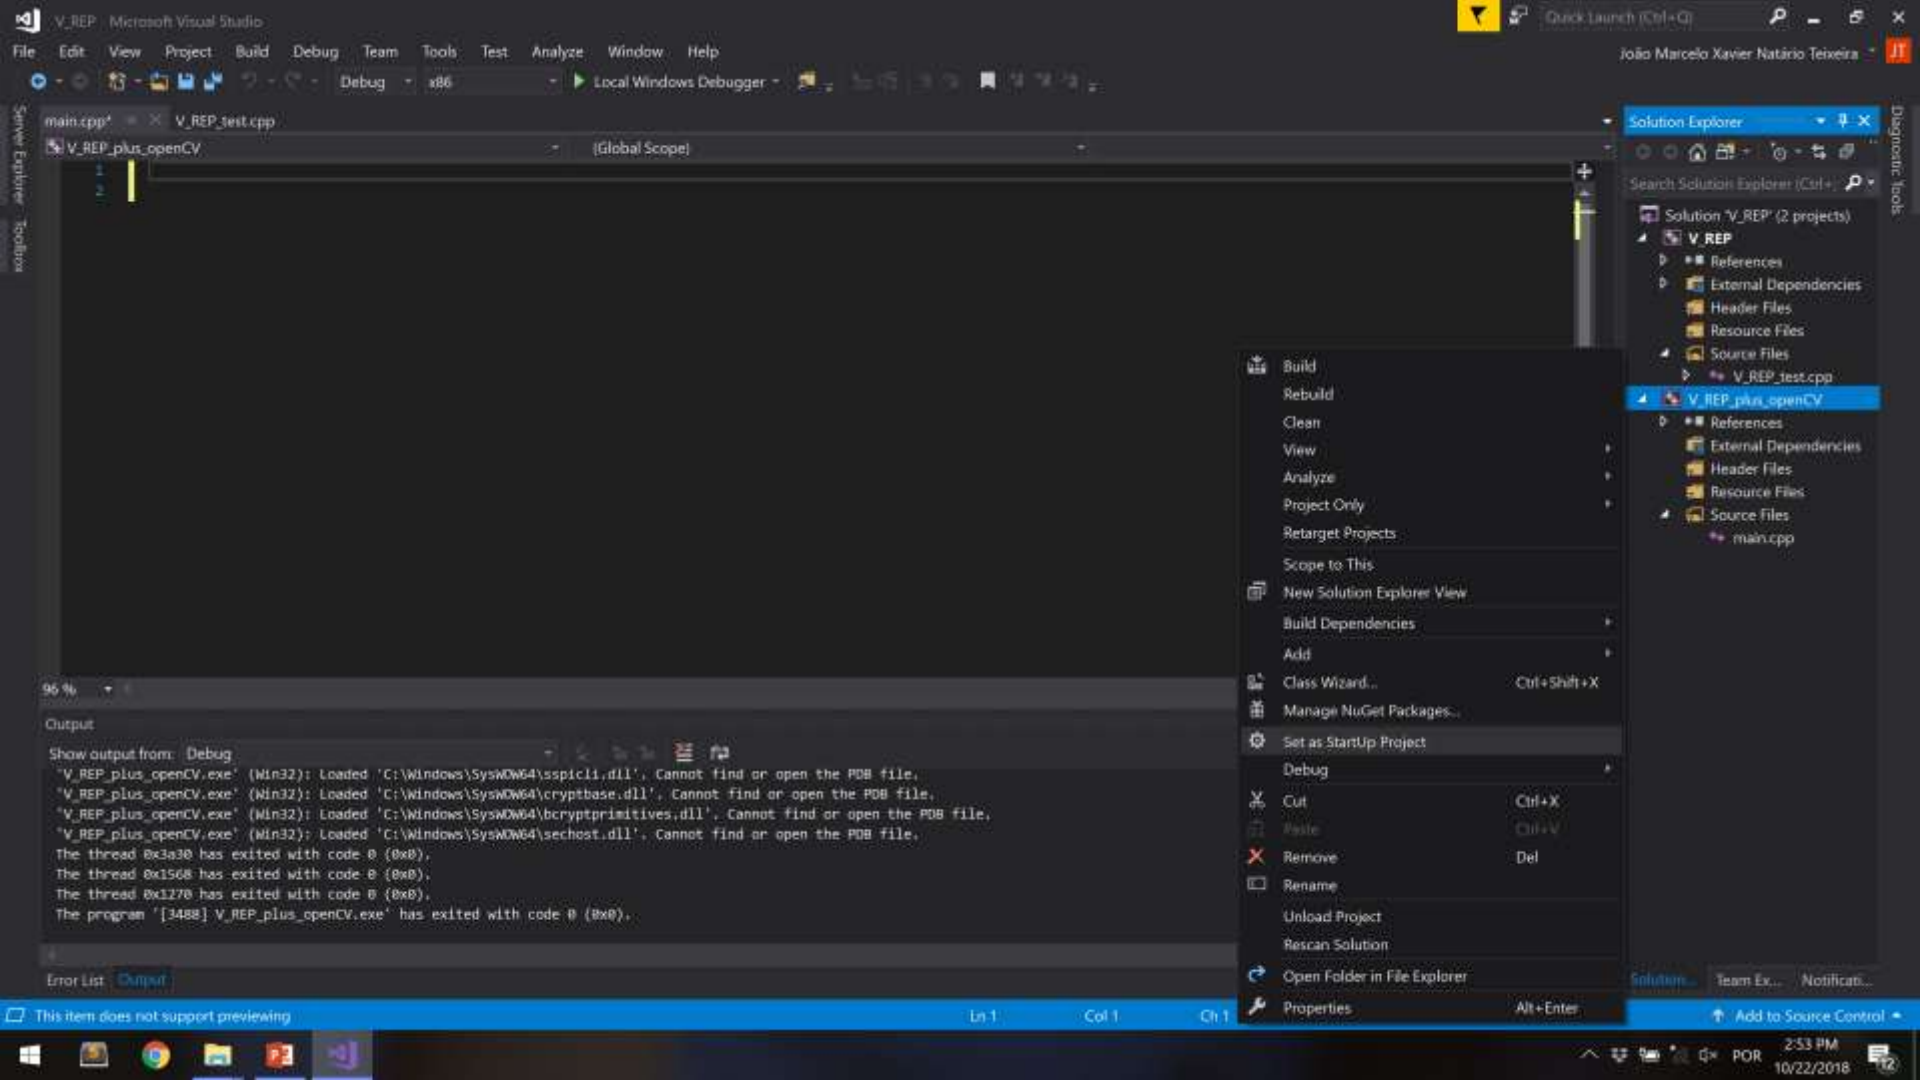 V_REP - Microsoft Visual Studio
Quick Launch (Ctrl+Q)
File Edit View Project Build Debug Team Tools Test Analyze Window Help
João Marcelo Xavier Natário Teixeira JT
Debug x86 Local Windows Debugger
Server Explorer Toolbox
main.cpp* V_REP_test.cpp
V_REP_plus_openCV (Global Scope)
1
2
Solution Explorer
Search Solution Explorer (Ctrl+
Solution 'V_REP' (2 projects)
V_REP
References
External Dependencies
Header Files
Resource Files
Source Files
V_REP_test.cpp
V_REP_plus_openCV
References
External Dependencies
Header Files
Resource Files
Source Files
main.cpp
Diagnostic Tools
Build
Rebuild
Clean
View
Analyze
Project Only
Retarget Projects
Scope to This
New Solution Explorer View
Build Dependencies
Add
Class Wizard... Ctrl+Shift+X
Manage NuGet Packages...
Set as StartUp Project
Debug
Cut Ctrl+X
Paste Ctrl+V
Remove Del
Rename
Unload Project
Rescan Solution
Open Folder in File Explorer
Properties Alt+Enter
96 %
Output
Show output from: Debug
'V_REP_plus_openCV.exe' (Win32): Loaded 'C:\Windows\SysWOW64\sspicli.dll'. Cannot find or open the PDB file.
'V_REP_plus_openCV.exe' (Win32): Loaded 'C:\Windows\SysWOW64\cryptbase.dll'. Cannot find or open the PDB file.
'V_REP_plus_openCV.exe' (Win32): Loaded 'C:\Windows\SysWOW64\bcryptprimitives.dll'. Cannot find or open the PDB file.
'V_REP_plus_openCV.exe' (Win32): Loaded 'C:\Windows\SysWOW64\sechost.dll'. Cannot find or open the PDB file.
The thread 0x3a30 has exited with code 0 (0x0).
The thread 0x1568 has exited with code 0 (0x0).
The thread 0x1270 has exited with code 0 (0x0).
The program '[3488] V_REP_plus_openCV.exe' has exited with code 0 (0x0).
Error List Output
Solution... Team Ex... Notificati...
This item does not support previewing Ln 1 Col 1 Ch 1 Add to Source Control
POR 2:53 PM
10/22/2018
12